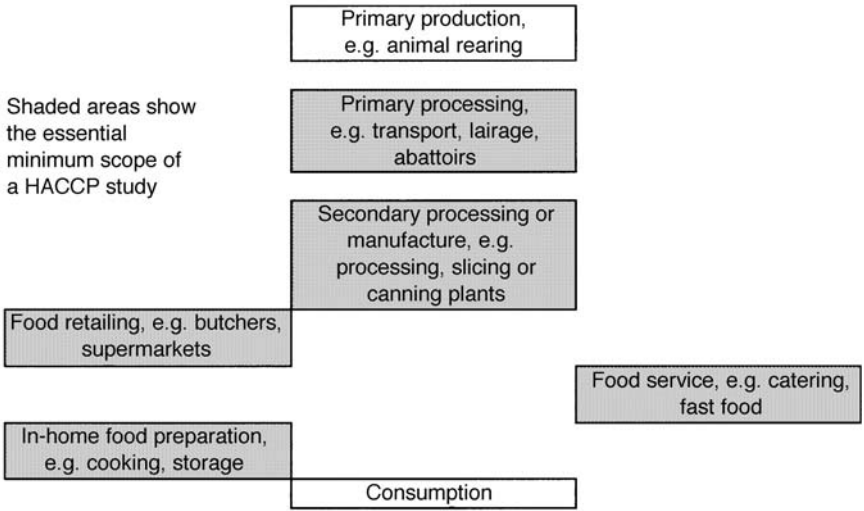 Primary production,
e.g. animal rearing
Shaded areas show
the essential
minimum scope of
a HACCP study
Primary processing,
e.g. transport, lairage,
abattoirs
Secondary processing or
manufacture, e.g.
processing, slicing or
canning plants
Food retailing, e.g. butchers,
supermarkets
Food service, e.g. catering,
fast food
In-home food preparation,
e.g. cooking, storage
Consumption